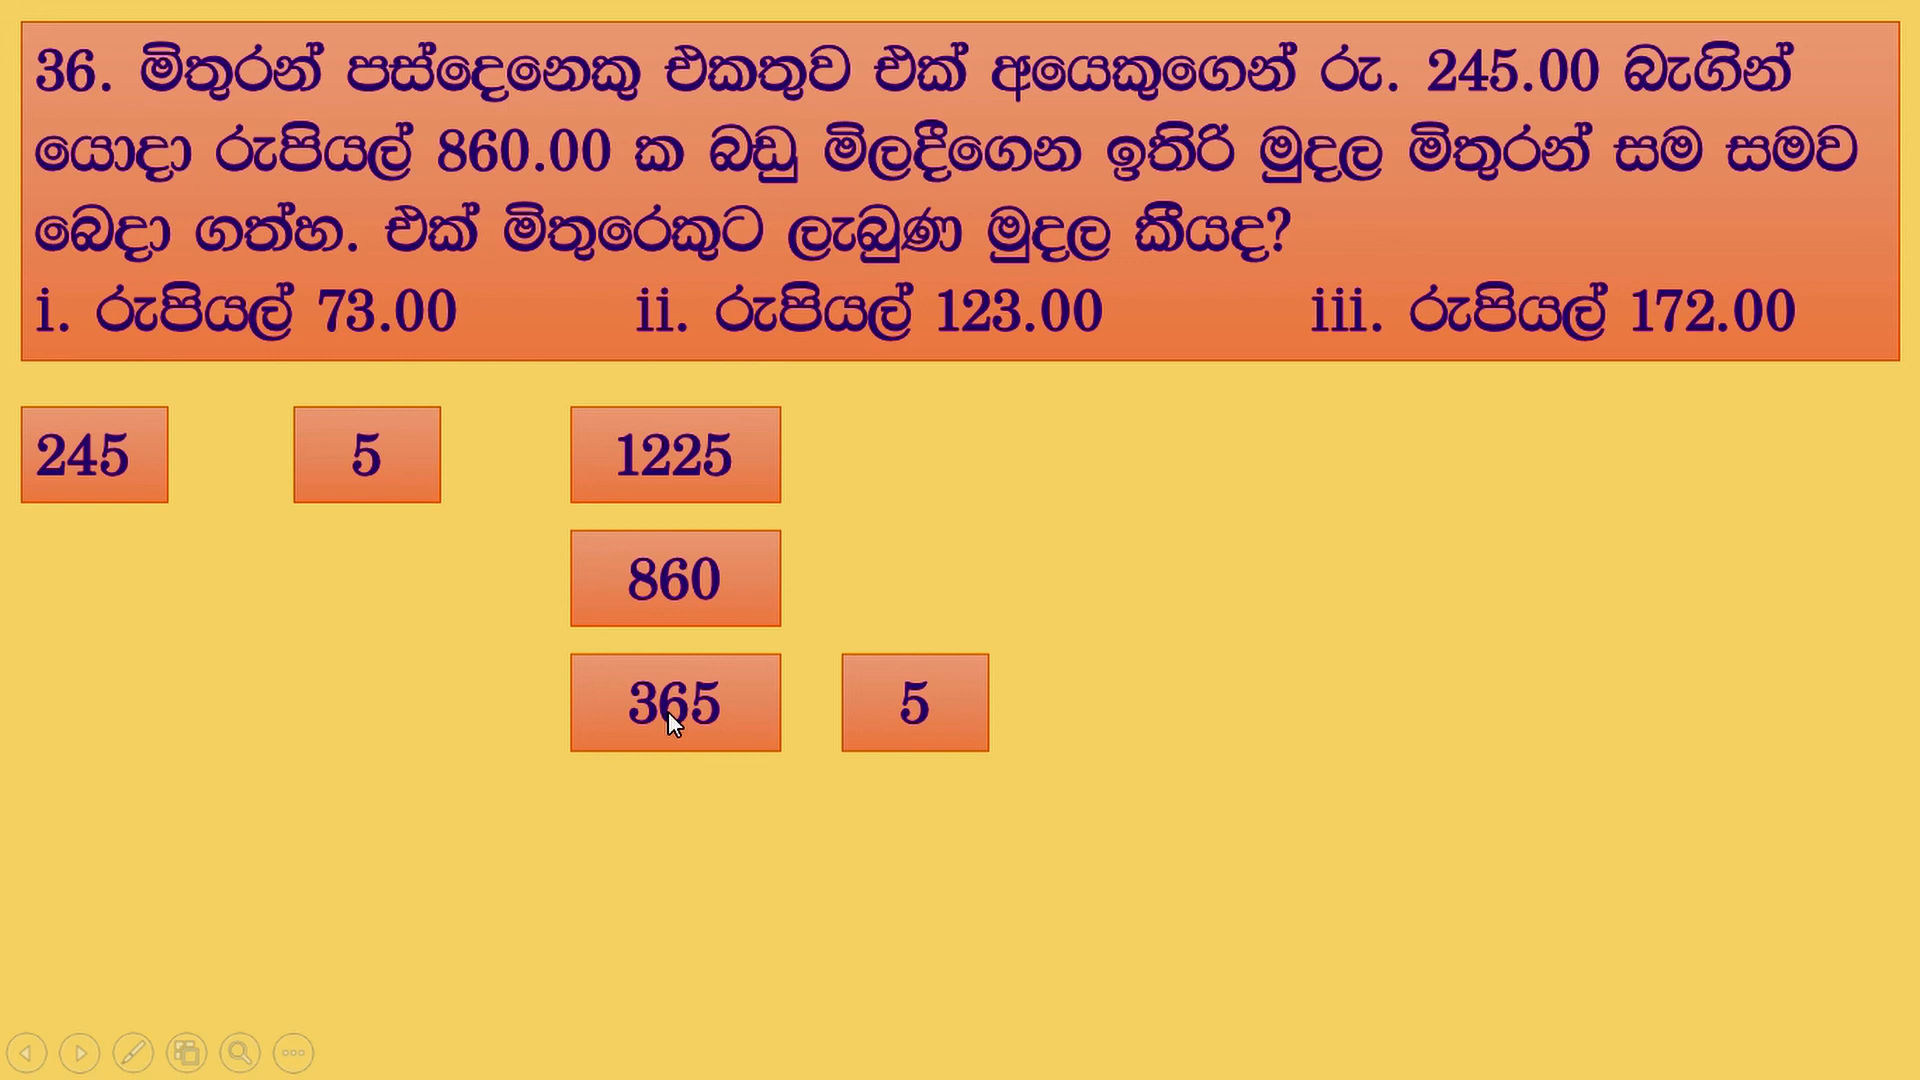 36. මිතුරන් පස්දෙනෙකු එකතුව එක් අයෙකුගෙන් රු. 245.00 බැගින්
යොදා රුපියල් 860.00 ක බඩු මිලදීගෙන ඉතිරි මුදල මිතුරන් සම සමව
බෙදා ගත්හ. එක් මිතුරෙකුට ලැබුණ මුදල කීයද?
i. රුපියල් 73.00 ii. රුපියල් 123.00 iii. රුපියල් 172.00
245 5 1225
860
365 5